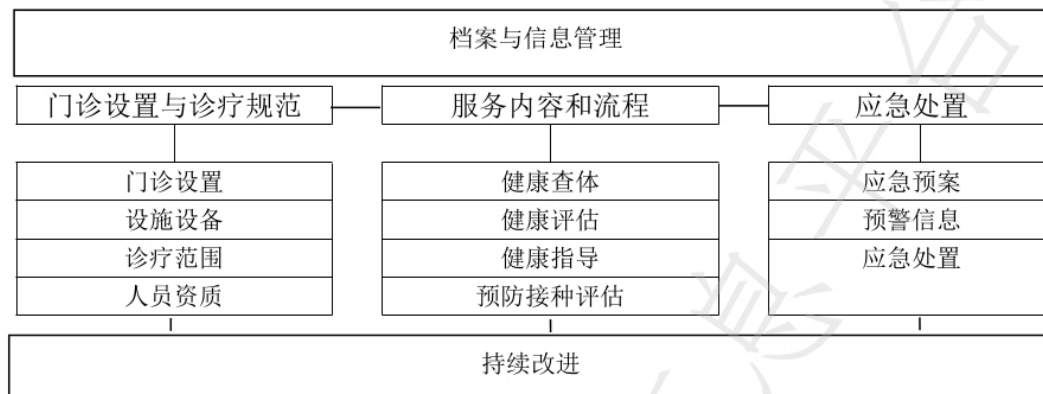 档案与信息管理
门诊设置与诊疗规范
服务内容和流程
应急处置
门诊设置
健康查体
应急预案
设施设备
健康评估
预警信息
诊疗范围
健康指导
应急处置
人员资质
预防接种评估
持续改进
息平台